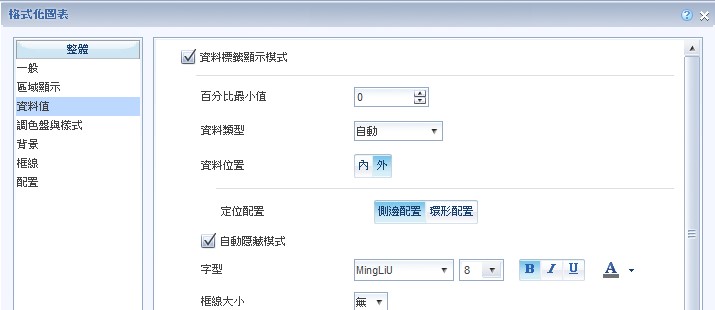 格式化圖表
整體
一般
區域顯示
資料值
調色盤與樣式
背景
框線
配置
資料標籤顯示模式
百分比最小值 0
資料類型 自動
資料位置 內 外
定位配置 側邊配置 環形配置
自動隱藏模式
字型 MingLiU 8 B I U A
框線大小 無